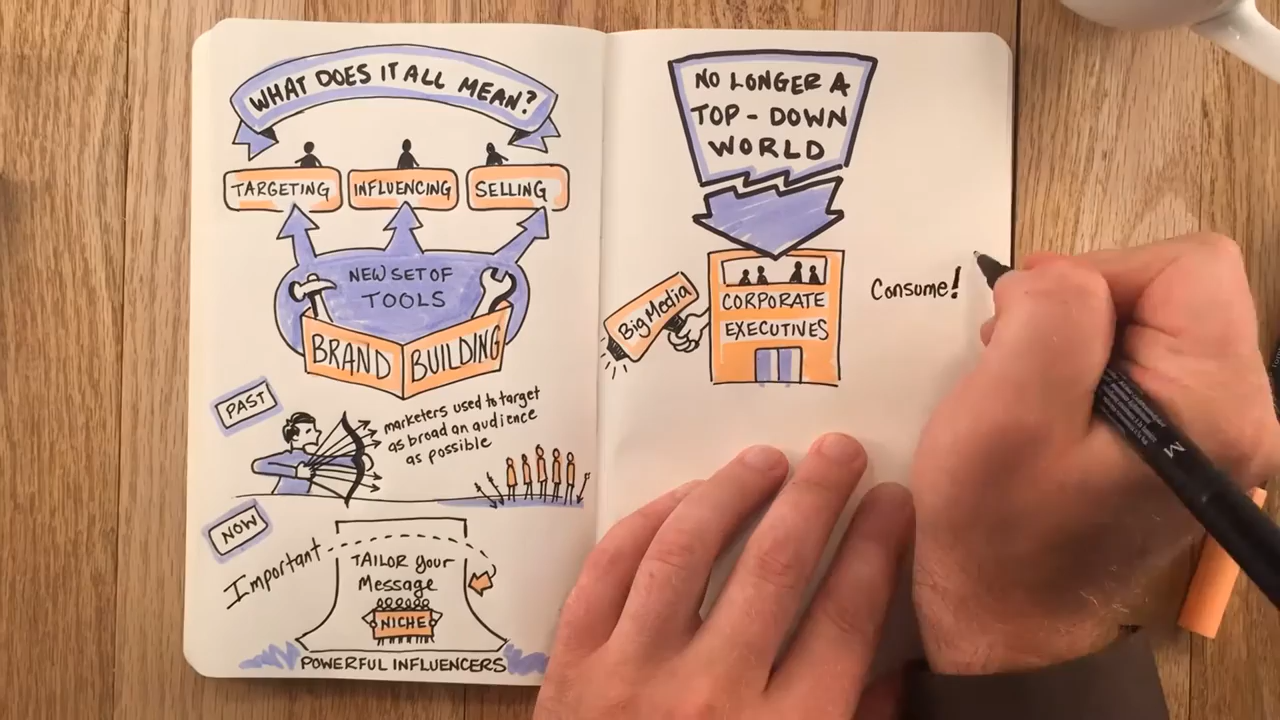 WHAT DOES IT ALL MEAN?
TARGETING
INFLUENCING
SELLING
NEW SET OF
TOOLS
BRAND
BUILDING
PAST
marketers used to target
as broad an audience
as possible
NOW
Important
TAILOR your
Message
NICHE
POWERFUL INFLUENCERS
NO LONGER A
TOP-DOWN
WORLD
Big Media
CORPORATE
EXECUTIVES
Consume!
M